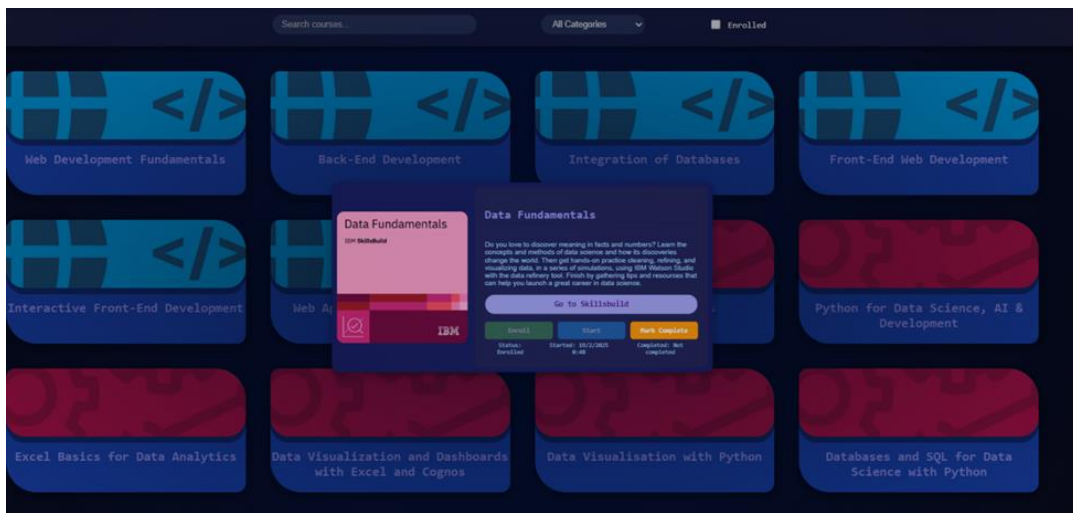 Search courses...
All Categories
Enrolled
Web Development Fundamentals
Back-End Development
Integration of Databases
Front-End Web Development
Data Fundamentals
IBM SkillsBuild
IBM
Data Fundamentals
Do you love to discover meaning in facts and numbers? Learn the
concepts and methods of data science and how its discoveries
change the world. Then get hands-on practice cleaning, refining, and
visualizing data, in a series of simulations, using IBM Watson Studio
with the data refinery tool. Finish by gathering tips and resources that
can help you launch a great career in data science.
Go to Skillsbuild
Enroll
Start
Mark Complete
Status:
Enrolled
Started: 18/2/2025
0:48
Completed: Not
completed
Interactive Front-End Development
Web Ap
Python for Data Science, AI &
Development
Excel Basics for Data Analytics
Data Visualization and Dashboards
with Excel and Cognos
Data Visualisation with Python
Databases and SQL for Data
Science with Python